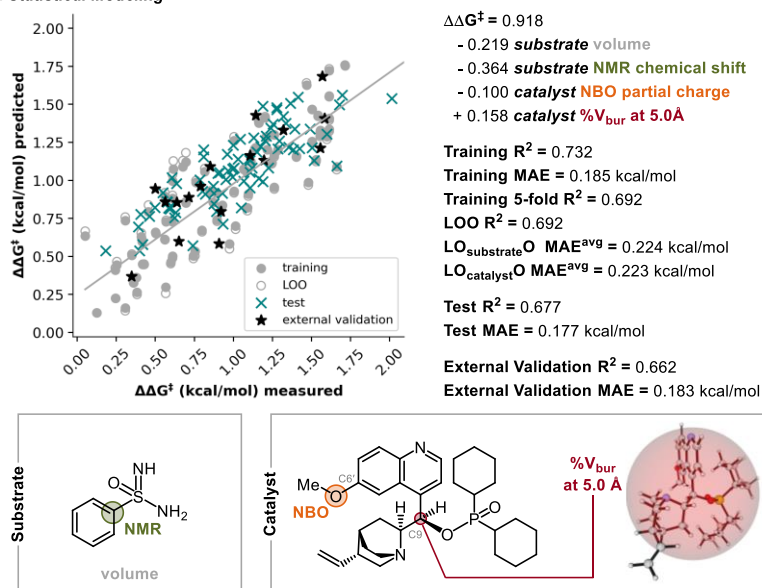 2.00
1.75
1.50
1.25
1.00
0.75
0.50
0.25
0.00
ΔΔG‡ (kcal/mol) predicted
training
LOO
test
external validation
0.00 0.25 0.50 0.75 1.00 1.25 1.50 1.75 2.00
ΔΔG‡ (kcal/mol) measured
ΔΔG‡ = 0.918
- 0.219 substrate volume
- 0.364 substrate NMR chemical shift
- 0.100 catalyst NBO partial charge
+ 0.158 catalyst %Vbur at 5.0Å
Training R² = 0.732
Training MAE = 0.185 kcal/mol
Training 5-fold R² = 0.692
LOO R² = 0.692
LOsubstrateO MAEavg = 0.224 kcal/mol
LOcatalystO MAEavg = 0.223 kcal/mol
Test R² = 0.677
Test MAE = 0.177 kcal/mol
External Validation R² = 0.662
External Validation MAE = 0.183 kcal/mol
Substrate
O NH
S
NH2
NMR
volume
Catalyst
N
C6'
MeO
NBO
H H
C9
O P O
N
%Vbur
at 5.0 Å